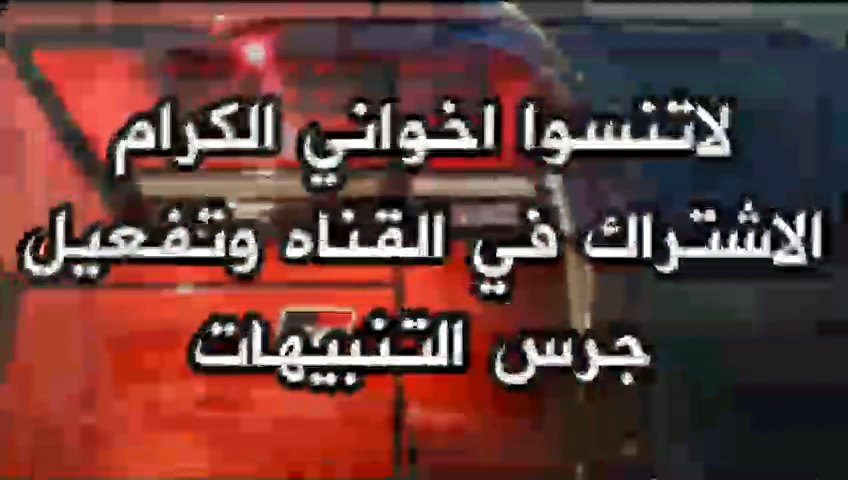 لاتنسوا اخواني الكرام
الاشتراك في القناه وتفعيل
جرس التنبيهات